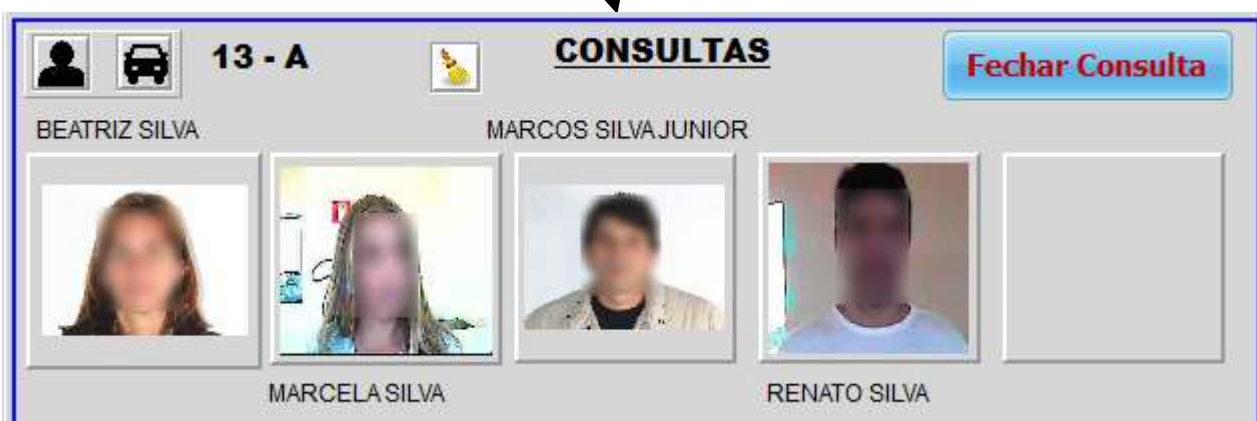 13 - A
CONSULTAS
Fechar Consulta
BEATRIZ SILVA
MARCOS SILVA JUNIOR
MARCELA SILVA
RENATO SILVA